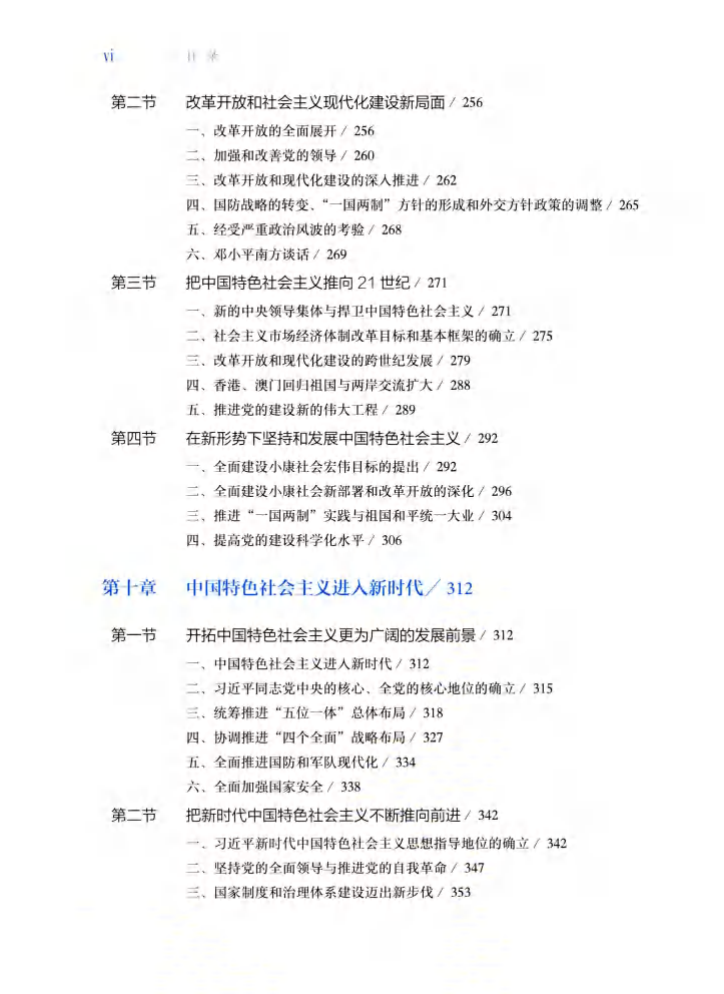 vi 目 录
第二节 改革开放和社会主义现代化建设新局面 / 256
一、改革开放的全面展开 / 256
二、加强和改善党的领导 / 260
三、改革开放和现代化建设的深入推进 / 262
四、国防战略的转变、“一国两制”方针的形成和外交方针政策的调整 / 265
五、经受严重政治风波的考验 / 268
六、邓小平南方谈话 / 269
第三节 把中国特色社会主义推向 21 世纪 / 271
一、新的中央领导集体与捍卫中国特色社会主义 / 271
二、社会主义市场经济体制改革目标和基本框架的确立 / 275
三、改革开放和现代化建设的跨世纪发展 / 279
四、香港、澳门回归祖国与两岸交流扩大 / 288
五、推进党的建设新的伟大工程 / 289
第四节 在新形势下坚持和发展中国特色社会主义 / 292
一、全面建设小康社会宏伟目标的提出 / 292
二、全面建设小康社会新部署和改革开放的深化 / 296
三、推进“一国两制”实践与祖国和平统一大业 / 304
四、提高党的建设科学化水平 / 306
第十章 中国特色社会主义进入新时代 / 312
第一节 开拓中国特色社会主义更为广阔的发展前景 / 312
一、中国特色社会主义进入新时代 / 312
二、习近平同志党中央的核心、全党的核心地位的确立 / 315
三、统筹推进“五位一体”总体布局 / 318
四、协调推进“四个全面”战略布局 / 327
五、全面推进国防和军队现代化 / 334
六、全面加强国家安全 / 338
第二节 把新时代中国特色社会主义不断推向前进 / 342
一、习近平新时代中国特色社会主义思想指导地位的确立 / 342
二、坚持党的全面领导与推进党的自我革命 / 347
三、国家制度和治理体系建设迈出新步伐 / 353